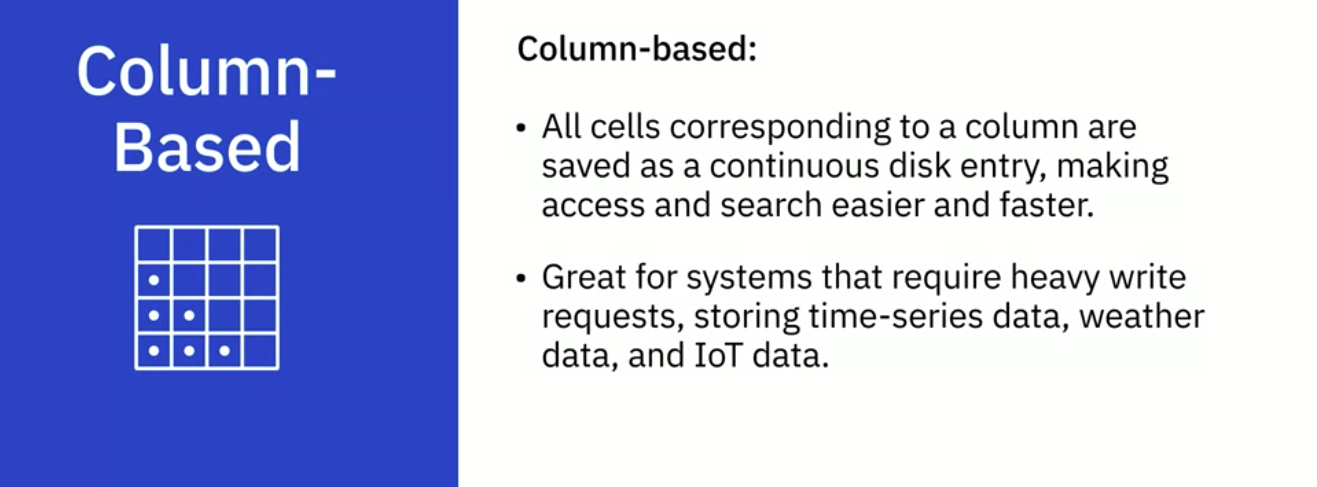 Column-
Based
Column-based:
• All cells corresponding to a column are
saved as a continuous disk entry, making
access and search easier and faster.
• Great for systems that require heavy write
requests, storing time-series data, weather
data, and IoT data.